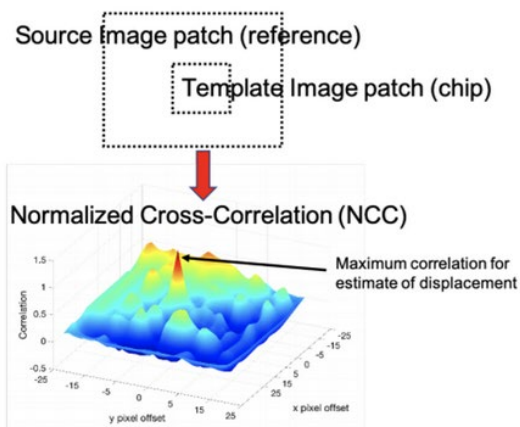 Source Image patch (reference)
Template Image patch (chip)
Normalized Cross-Correlation (NCC)
Maximum correlation for
estimate of displacement
1.5
1
0.5
0
-0.5
Correlation
-25
-15
-5
0
5
15
25
y pixel offset
-25
-15
-5
0
5
15
25
x pixel offset